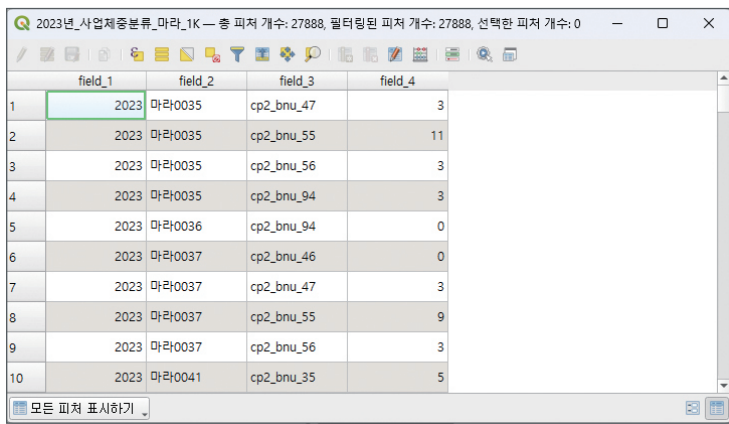 2023년_사업체중분류_마라_1K — 총 피처 개수: 27888, 필터링된 피처 개수: 27888, 선택한 피처 개수: 0
field_1 field_2 field_3 field_4
1 2023 마라0035 cp2_bnu_47 3
2 2023 마라0035 cp2_bnu_55 11
3 2023 마라0035 cp2_bnu_56 3
4 2023 마라0035 cp2_bnu_94 3
5 2023 마라0036 cp2_bnu_94 0
6 2023 마라0037 cp2_bnu_46 0
7 2023 마라0037 cp2_bnu_47 3
8 2023 마라0037 cp2_bnu_55 9
9 2023 마라0037 cp2_bnu_56 3
10 2023 마라0041 cp2_bnu_35 5
모든 피처 표시하기